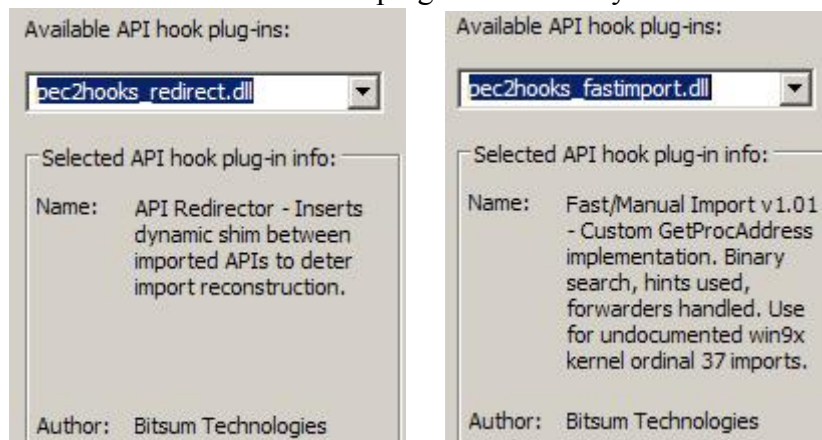 Available API hook plug-ins:
pec2hooks_redirect.dll
Selected API hook plug-in info:
Name: API Redirector - Inserts
dynamic shim between
imported APIs to deter
import reconstruction.
Author: Bitsum Technologies
Available API hook plug-ins:
pec2hooks_fastimport.dll
Selected API hook plug-in info:
Name: Fast/Manual Import v1.01
- Custom GetProcAddress
implementation. Binary
search, hints used,
forwarders handled. Use
for undocumented win9x
kernel ordinal 37 imports.
Author: Bitsum Technologies